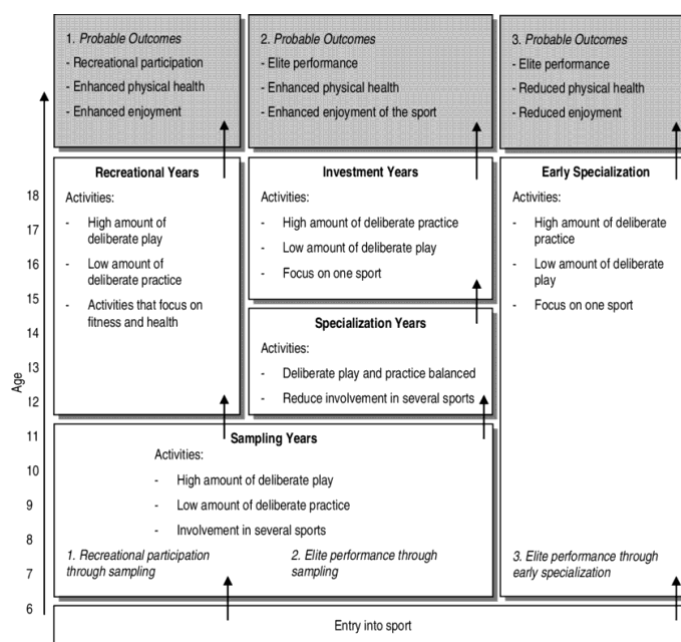 1. Probable Outcomes
- Recreational participation
- Enhanced physical health
- Enhanced enjoyment
2. Probable Outcomes
- Elite performance
- Enhanced physical health
- Enhanced enjoyment of the sport
3. Probable Outcomes
- Elite performance
- Reduced physical health
- Reduced enjoyment
Recreational Years
Activities:
- High amount of
deliberate play
- Low amount of
deliberate practice
- Activities that focus on
fitness and health
Investment Years
Activities:
- High amount of deliberate practice
- Low amount of deliberate play
- Focus on one sport
Early Specialization
Activities:
- High amount of deliberate
practice
- Low amount of deliberate
play
- Focus on one sport
Specialization Years
Activities:
- Deliberate play and practice balanced
- Reduce involvement in several sports
Sampling Years
Activities:
- High amount of deliberate play
- Low amount of deliberate practice
- Involvement in several sports
1. Recreational participation
through sampling
2. Elite performance through
sampling
3. Elite performance through
early specialization
Entry into sport
Age
18
17
16
15
14
13
12
11
10
9
8
7
6